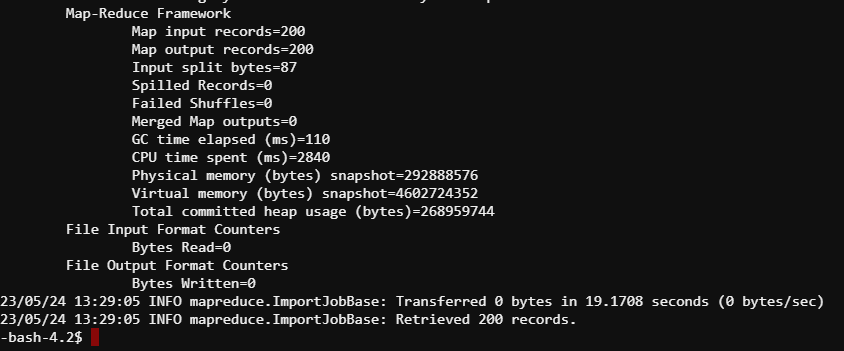 Map-Reduce Framework
Map input records=200
Map output records=200
Input split bytes=87
Spilled Records=0
Failed Shuffles=0
Merged Map outputs=0
GC time elapsed (ms)=110
CPU time spent (ms)=2840
Physical memory (bytes) snapshot=292888576
Virtual memory (bytes) snapshot=4602724352
Total committed heap usage (bytes)=268959744
File Input Format Counters
Bytes Read=0
File Output Format Counters
Bytes Written=0
23/05/24 13:29:05 INFO mapreduce.ImportJobBase: Transferred 0 bytes in 19.1708 seconds (0 bytes/sec)
23/05/24 13:29:05 INFO mapreduce.ImportJobBase: Retrieved 200 records.
-bash-4.2$